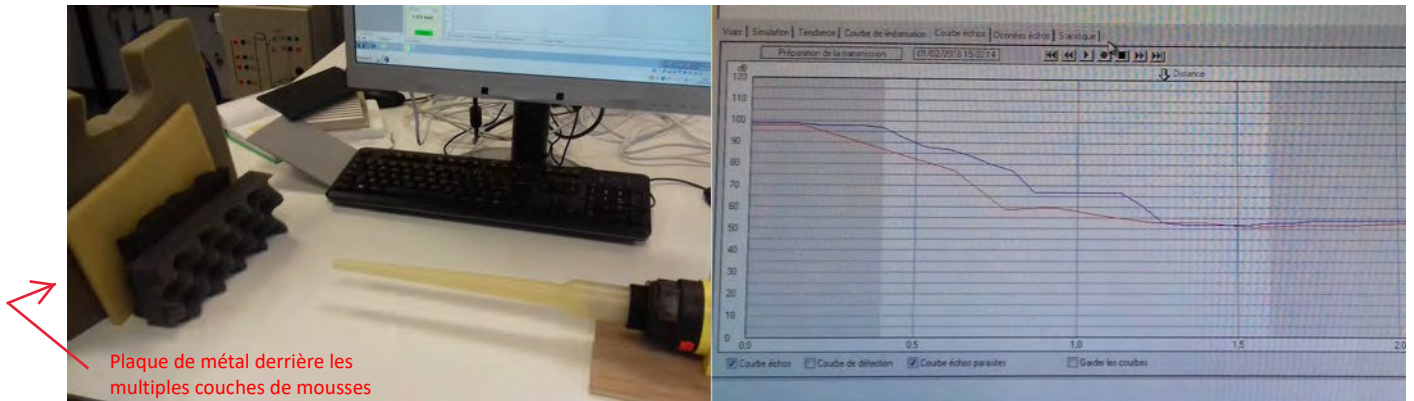 Vues | Simulation | Tendance | Courbe de linéarisation | Courbe échos | Données échos | Statistique |
Préparation de la transmission
dB
Distance
120
110
100
90
80
70
60
50
40
30
20
10
0
0,0 0,5 1,0 1,5 2,0
Courbe échos Courbe de détection Courbe échos parasites Garder les courbes
Plaque de métal derrière les
multiples couches de mousses